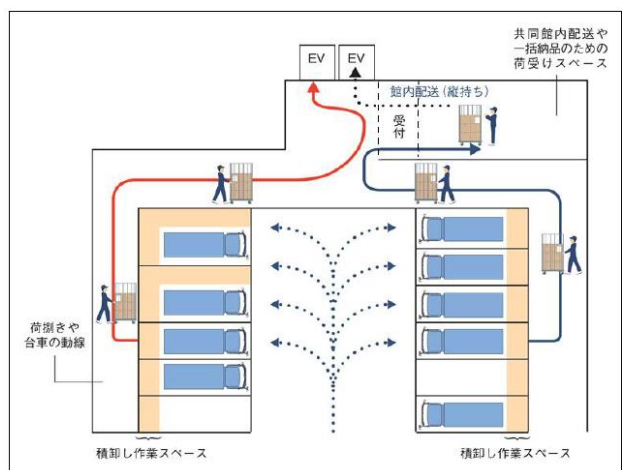 共同館内配送や
一括納品のための
荷受けスペース
EV
EV
館内配送（縦持ち）
受付
荷捌きや
台車の動線
積卸し作業スペース
積卸し作業スペース